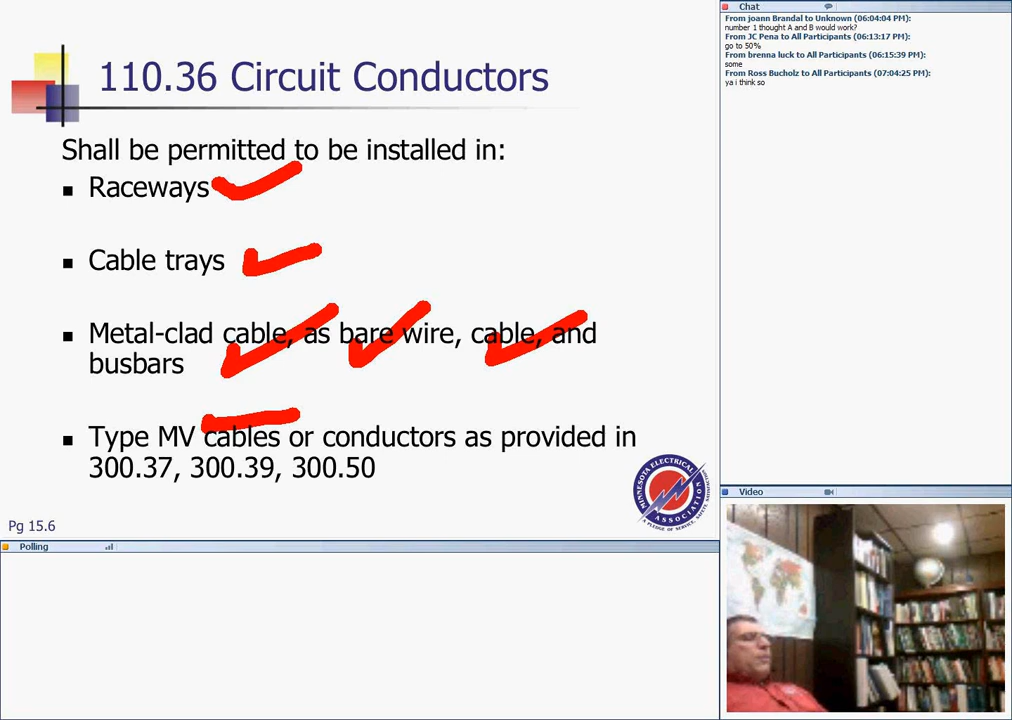 110.36 Circuit Conductors
Shall be permitted to be installed in:
Raceways
Cable trays
Metal-clad cable, as bare wire, cable, and
busbars
Type MV cables or conductors as provided in
300.37, 300.39, 300.50
MINNESOTA ELECTRICAL
ASSOCIATION
Pg 15.6
Polling
Chat
From joann Brandal to Unknown (06:04:04 PM):
number 1 thought A and B would work?
From JC Pena to All Participants (06:13:17 PM):
go to 50%
From brenna luck to All Participants (06:15:39 PM):
some
From Ross Bucholz to All Participants (07:04:25 PM):
ya i think so
Video